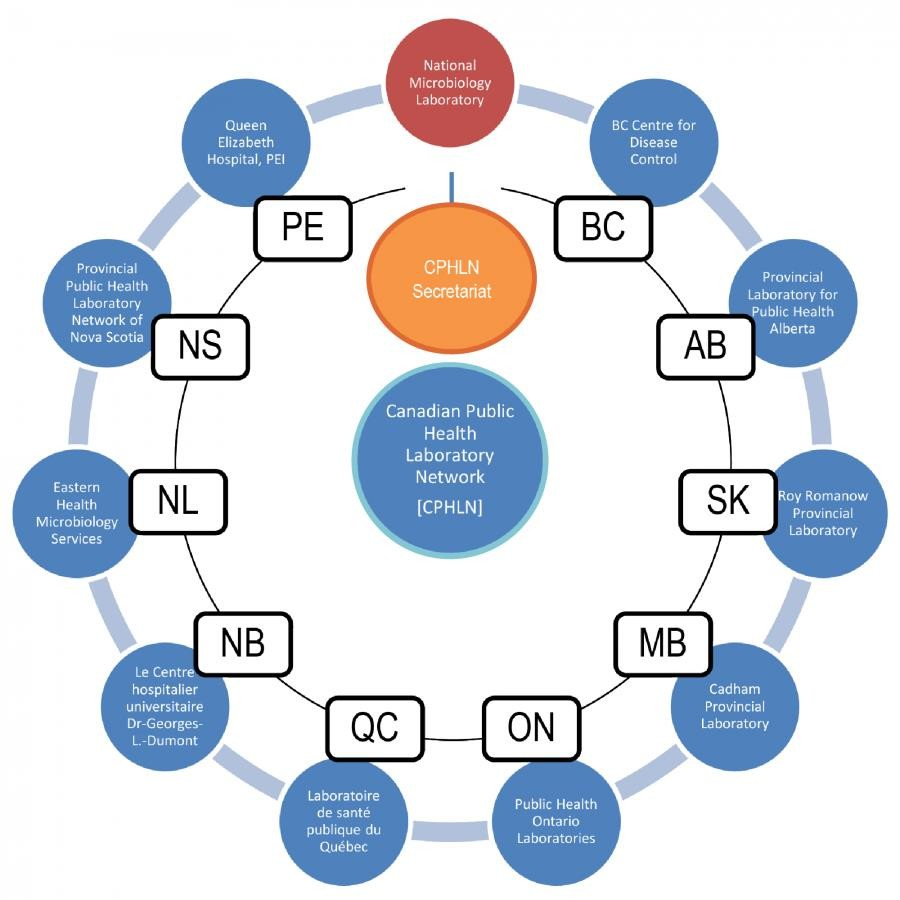 National
Microbiology
Laboratory
BC Centre for
Disease
Control
BC
Provincial
Laboratory for
Public Health
Alberta
AB
Roy Romanow
Provincial
Laboratory
SK
Cadham
Provincial
Laboratory
MB
Public Health
Ontario
Laboratories
ON
Laboratoire
de santé
publique du
Québec
QC
Le Centre
hospitalier
universitaire
Dr-Georges-
L.-Dumont
NB
Eastern
Health
Microbiology
Services
NL
Provincial
Public Health
Laboratory
Network of
Nova Scotia
NS
Queen
Elizabeth
Hospital, PEI
PE
CPHLN
Secretariat
Canadian Public
Health
Laboratory
Network
[CPHLN]